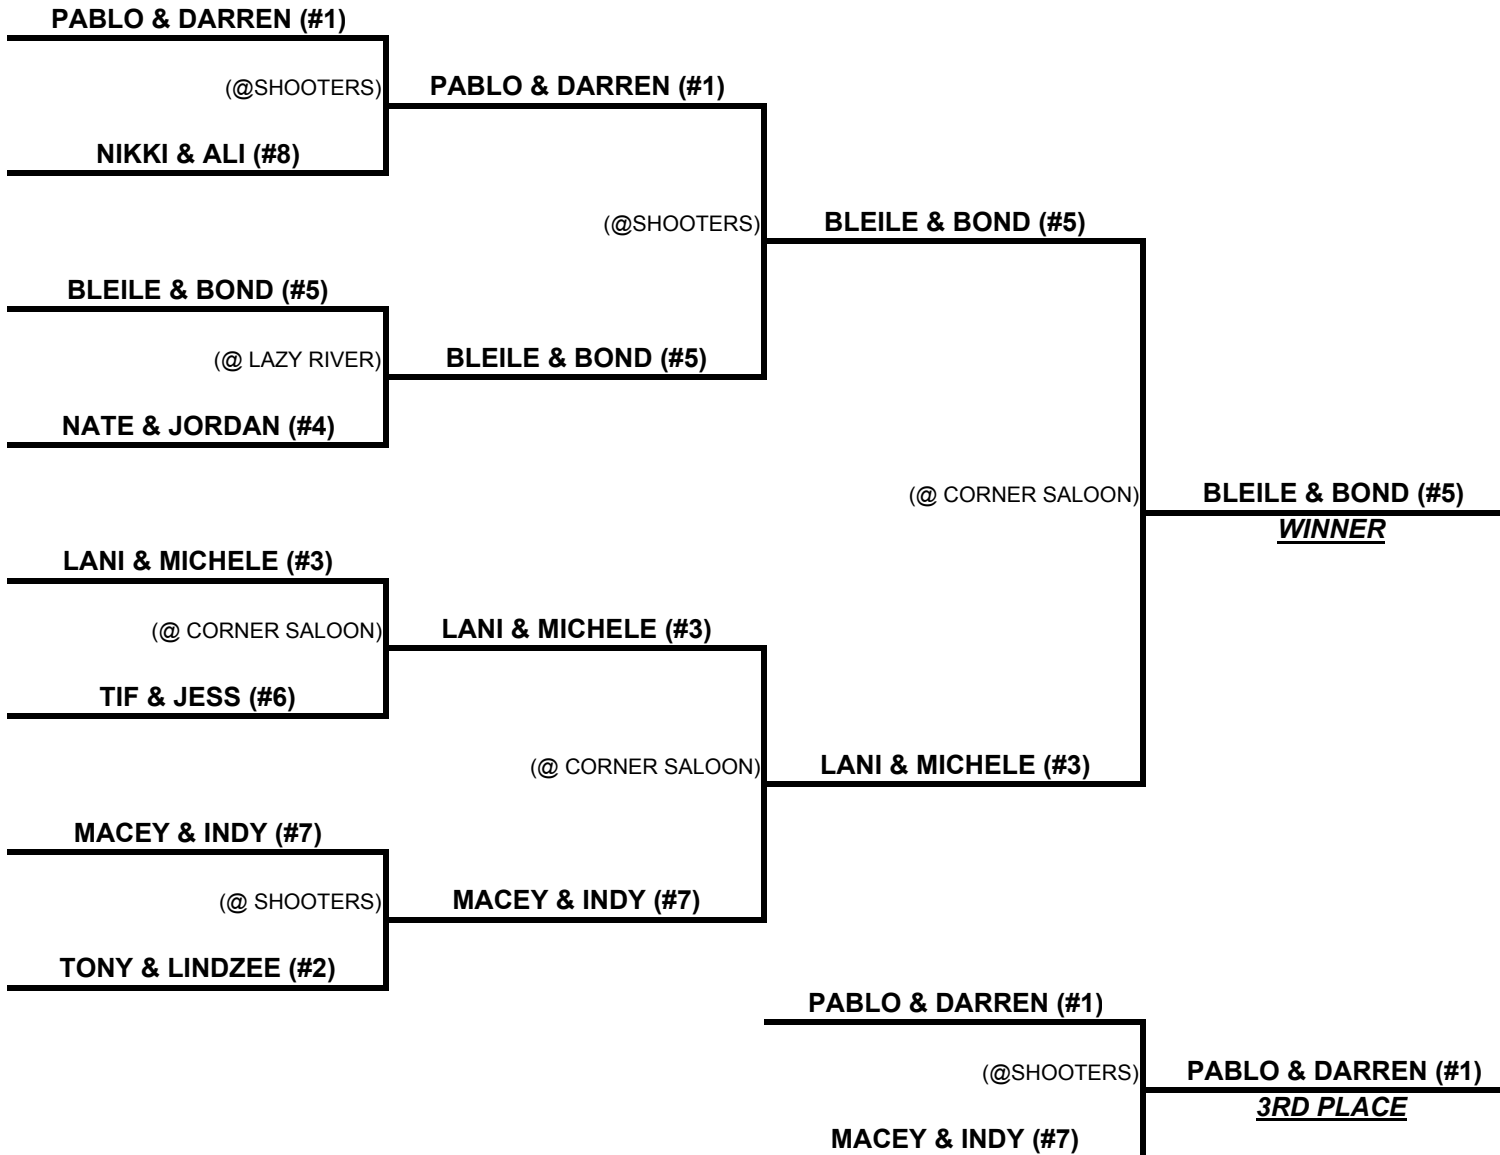 PABLO & DARREN (#1)
(@SHOOTERS)
PABLO & DARREN (#1)
NIKKI & ALI (#8)
(@SHOOTERS)
BLEILE & BOND (#5)
BLEILE & BOND (#5)
(@ LAZY RIVER)
BLEILE & BOND (#5)
NATE & JORDAN (#4)
(@ CORNER SALOON)
BLEILE & BOND (#5)
WINNER
LANI & MICHELE (#3)
(@ CORNER SALOON)
LANI & MICHELE (#3)
TIF & JESS (#6)
(@ CORNER SALOON)
LANI & MICHELE (#3)
MACEY & INDY (#7)
(@ SHOOTERS)
MACEY & INDY (#7)
TONY & LINDZEE (#2)
PABLO & DARREN (#1)
(@SHOOTERS)
PABLO & DARREN (#1)
3RD PLACE
MACEY & INDY (#7)